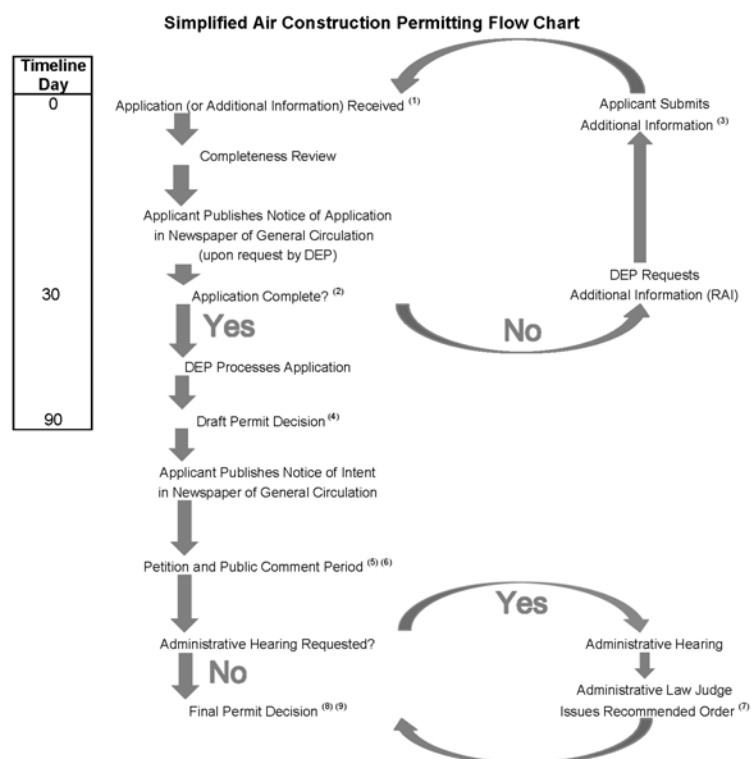 Simplified Air Construction Permitting Flow Chart
Timeline
Day
0
30
90
Application (or Additional Information) Received (1)
Completeness Review
Applicant Publishes Notice of Application
in Newspaper of General Circulation
(upon request by DEP)
Application Complete? (2)
Yes
No
DEP Requests
Additional Information (RAI)
Applicant Submits
Additional Information (3)
DEP Processes Application
Draft Permit Decision (4)
Applicant Publishes Notice of Intent
in Newspaper of General Circulation
Petition and Public Comment Period (5) (6)
Administrative Hearing Requested?
Yes
Administrative Hearing
Administrative Law Judge
Issues Recommended Order (7)
No
Final Permit Decision (8) (9)